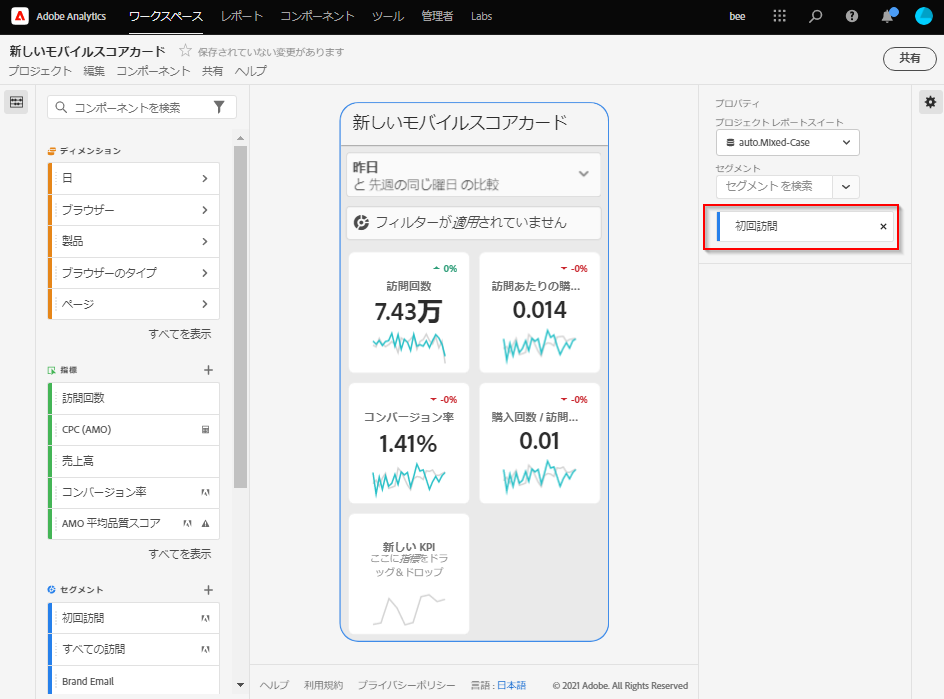 Adobe Analytics ワークスペース レポート コンポーネント ツール 管理者 Labs bee
新しいモバイルスコアカード 保存されていない変更があります
プロジェクト 編集 コンポーネント 共有 ヘルプ
共有
コンポーネントを検索
ディメンション
日
ブラウザー
製品
ブラウザーのタイプ
ページ
すべてを表示
指標
訪問回数
CPC (AMO)
売上高
コンバージョン率
AMO 平均品質スコア
すべてを表示
セグメント
初回訪問
すべての訪問
Brand Email
新しいモバイルスコアカード
昨日
と 先週の同じ曜日 の比較
フィルターが適用されていません
0%
訪問回数
7.43万
-0%
訪問あたりの購...
0.014
-0%
コンバージョン率
1.41%
-0%
購入回数 / 訪問...
0.01
新しい KPI
ここに指標をドラ
ッグ＆ドロップ
プロパティ
プロジェクトレポートスイート
auto.Mixed-Case
セグメント
セグメントを検索
初回訪問
ヘルプ 利用規約 プライバシーポリシー 言語 : 日本語 © 2021 Adobe. All Rights Reserved